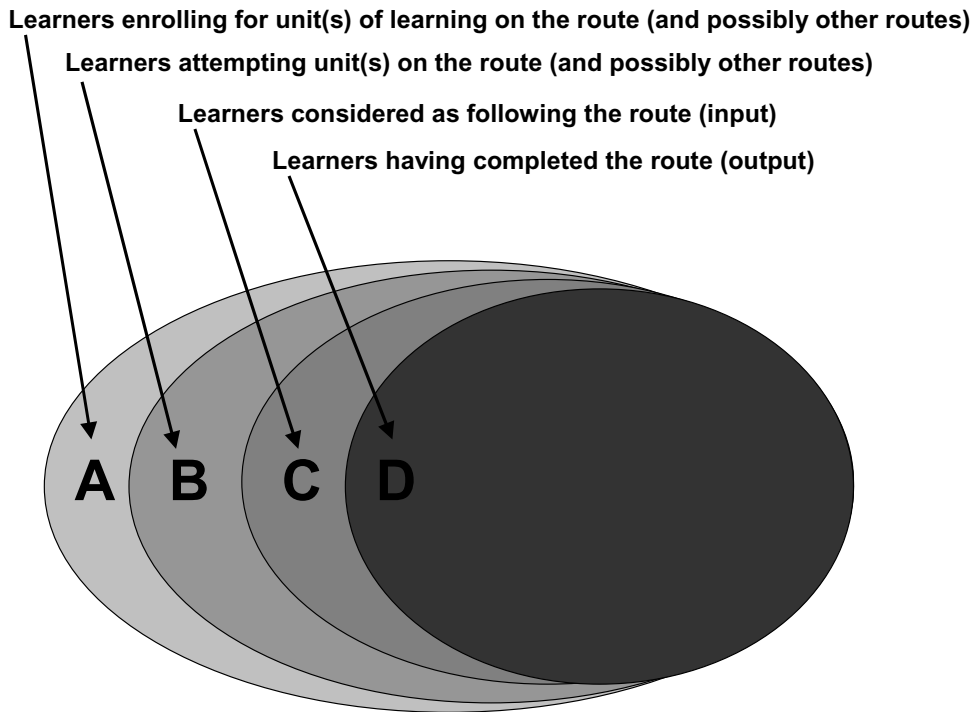 Learners enrolling for unit(s) of learning on the route (and possibly other routes)
Learners attempting unit(s) on the route (and possibly other routes)
Learners considered as following the route (input)
Learners having completed the route (output)
A B C D